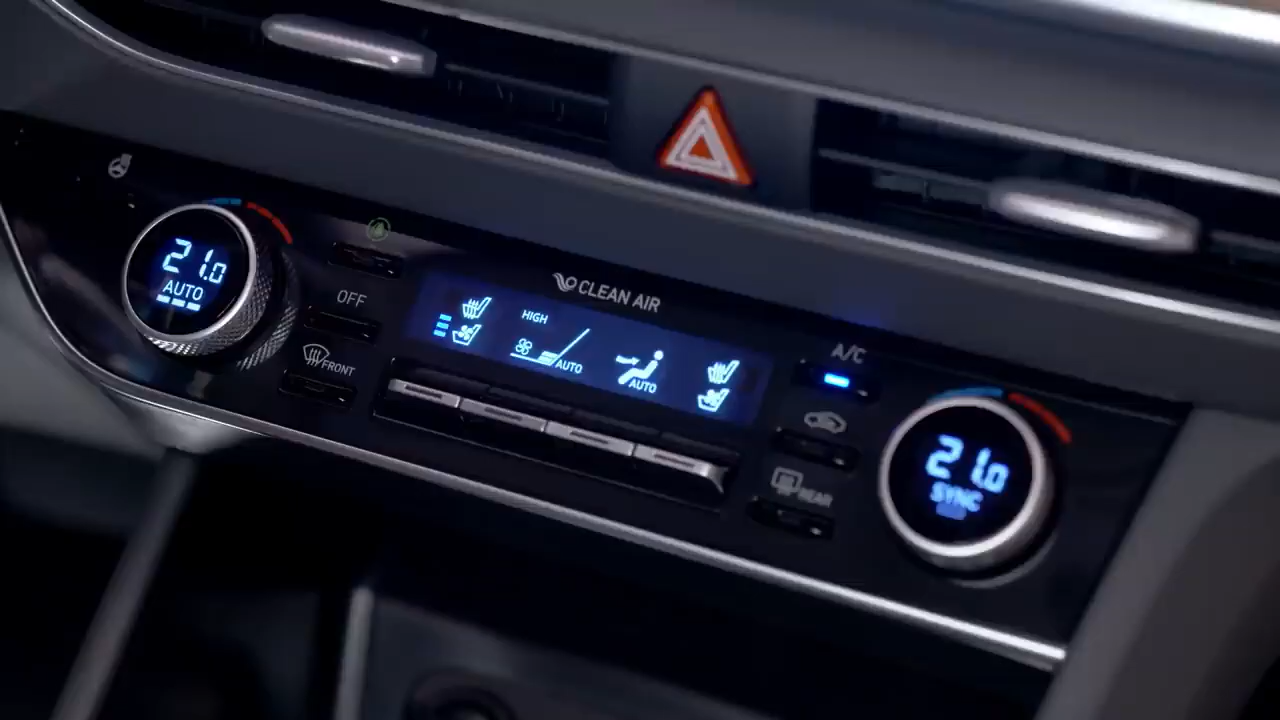 21.0
AUTO
OFF
FRONT
CLEAN AIR
HIGH
AUTO
AUTO
A/C
REAR
21.0
SYNC